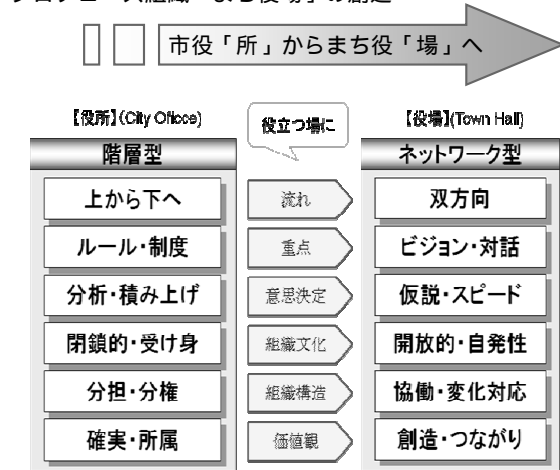 市役「所」からまち役「場」へ
【役所】(City Oficce)
役立つ場に
【役場】(Town Hall)
階層型
ネットワーク型
上から下へ
流れ
双方向
ルール・制度
重点
ビジョン・対話
分析・積み上げ
意思決定
仮説・スピード
閉鎖的・受け身
組織文化
開放的・自発性
分担・分権
組織構造
協働・変化対応
確実・所属
価値観
創造・つながり